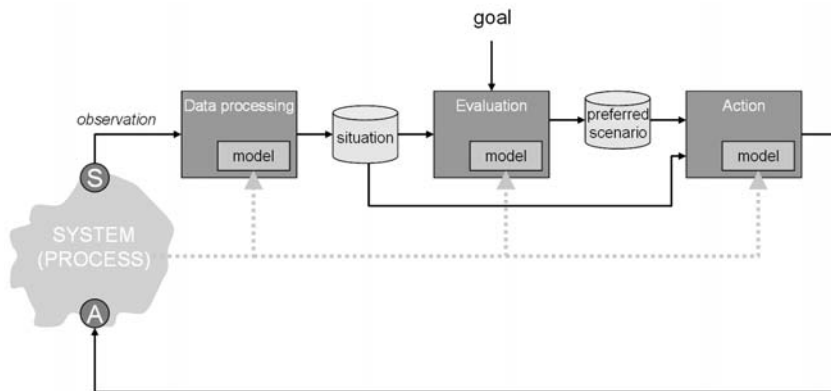 goal
Data processing
Evaluation
Action
observation
situation
preferred
scenario
model
model
model
S
SYSTEM
(PROCESS)
A